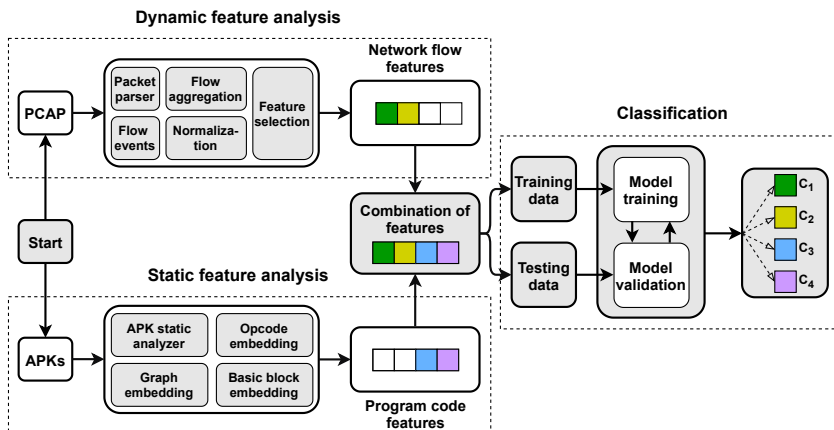 Dynamic feature analysis
Network flow
features
PCAP
Packet
parser
Flow
aggregation
Feature
selection
Flow
events
Normaliza-
tion
Start
Combination of
features
Static feature analysis
APKs
APK static
analyzer
Opcode
embedding
Graph
embedding
Basic block
embedding
Program code
features
Classification
Training
data
Testing
data
Model
training
Model
validation
C1
C2
C3
C4